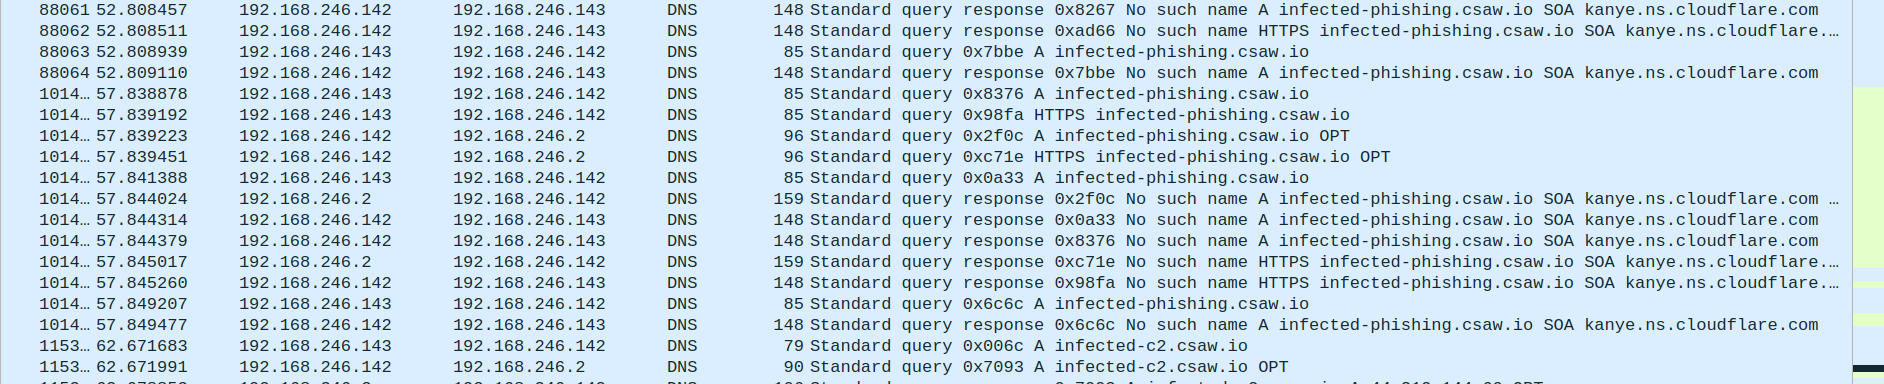 88061 52.808457 192.168.246.142 192.168.246.143 DNS 148 Standard query response 0x8267 No such name A infected-phishing.csaw.io SOA kanye.ns.cloudflare.com
88062 52.808511 192.168.246.142 192.168.246.143 DNS 148 Standard query response 0xad66 No such name HTTPS infected-phishing.csaw.io SOA kanye.ns.cloudflare.…
88063 52.808939 192.168.246.143 192.168.246.142 DNS 85 Standard query 0x7bbe A infected-phishing.csaw.io
88064 52.809110 192.168.246.142 192.168.246.143 DNS 148 Standard query response 0x7bbe No such name A infected-phishing.csaw.io SOA kanye.ns.cloudflare.com
1014… 57.838878 192.168.246.143 192.168.246.142 DNS 85 Standard query 0x8376 A infected-phishing.csaw.io
1014… 57.839192 192.168.246.143 192.168.246.142 DNS 85 Standard query 0x98fa HTTPS infected-phishing.csaw.io
1014… 57.839223 192.168.246.142 192.168.246.2 DNS 96 Standard query 0x2f0c A infected-phishing.csaw.io OPT
1014… 57.839451 192.168.246.142 192.168.246.2 DNS 96 Standard query 0xc71e HTTPS infected-phishing.csaw.io OPT
1014… 57.841388 192.168.246.143 192.168.246.142 DNS 85 Standard query 0x0a33 A infected-phishing.csaw.io
1014… 57.844024 192.168.246.2 192.168.246.142 DNS 159 Standard query response 0x2f0c No such name A infected-phishing.csaw.io SOA kanye.ns.cloudflare.com …
1014… 57.844314 192.168.246.142 192.168.246.143 DNS 148 Standard query response 0x0a33 No such name A infected-phishing.csaw.io SOA kanye.ns.cloudflare.com
1014… 57.844379 192.168.246.142 192.168.246.143 DNS 148 Standard query response 0x8376 No such name A infected-phishing.csaw.io SOA kanye.ns.cloudflare.com
1014… 57.845017 192.168.246.2 192.168.246.142 DNS 159 Standard query response 0xc71e No such name HTTPS infected-phishing.csaw.io SOA kanye.ns.cloudflare.…
1014… 57.845260 192.168.246.142 192.168.246.143 DNS 148 Standard query response 0x98fa No such name HTTPS infected-phishing.csaw.io SOA kanye.ns.cloudflare.…
1014… 57.849207 192.168.246.143 192.168.246.142 DNS 85 Standard query 0x6c6c A infected-phishing.csaw.io
1014… 57.849477 192.168.246.142 192.168.246.143 DNS 148 Standard query response 0x6c6c No such name A infected-phishing.csaw.io SOA kanye.ns.cloudflare.com
1153… 62.671683 192.168.246.143 192.168.246.142 DNS 79 Standard query 0x006c A infected-c2.csaw.io
1153… 62.671991 192.168.246.142 192.168.246.2 DNS 90 Standard query 0x7093 A infected-c2.csaw.io OPT